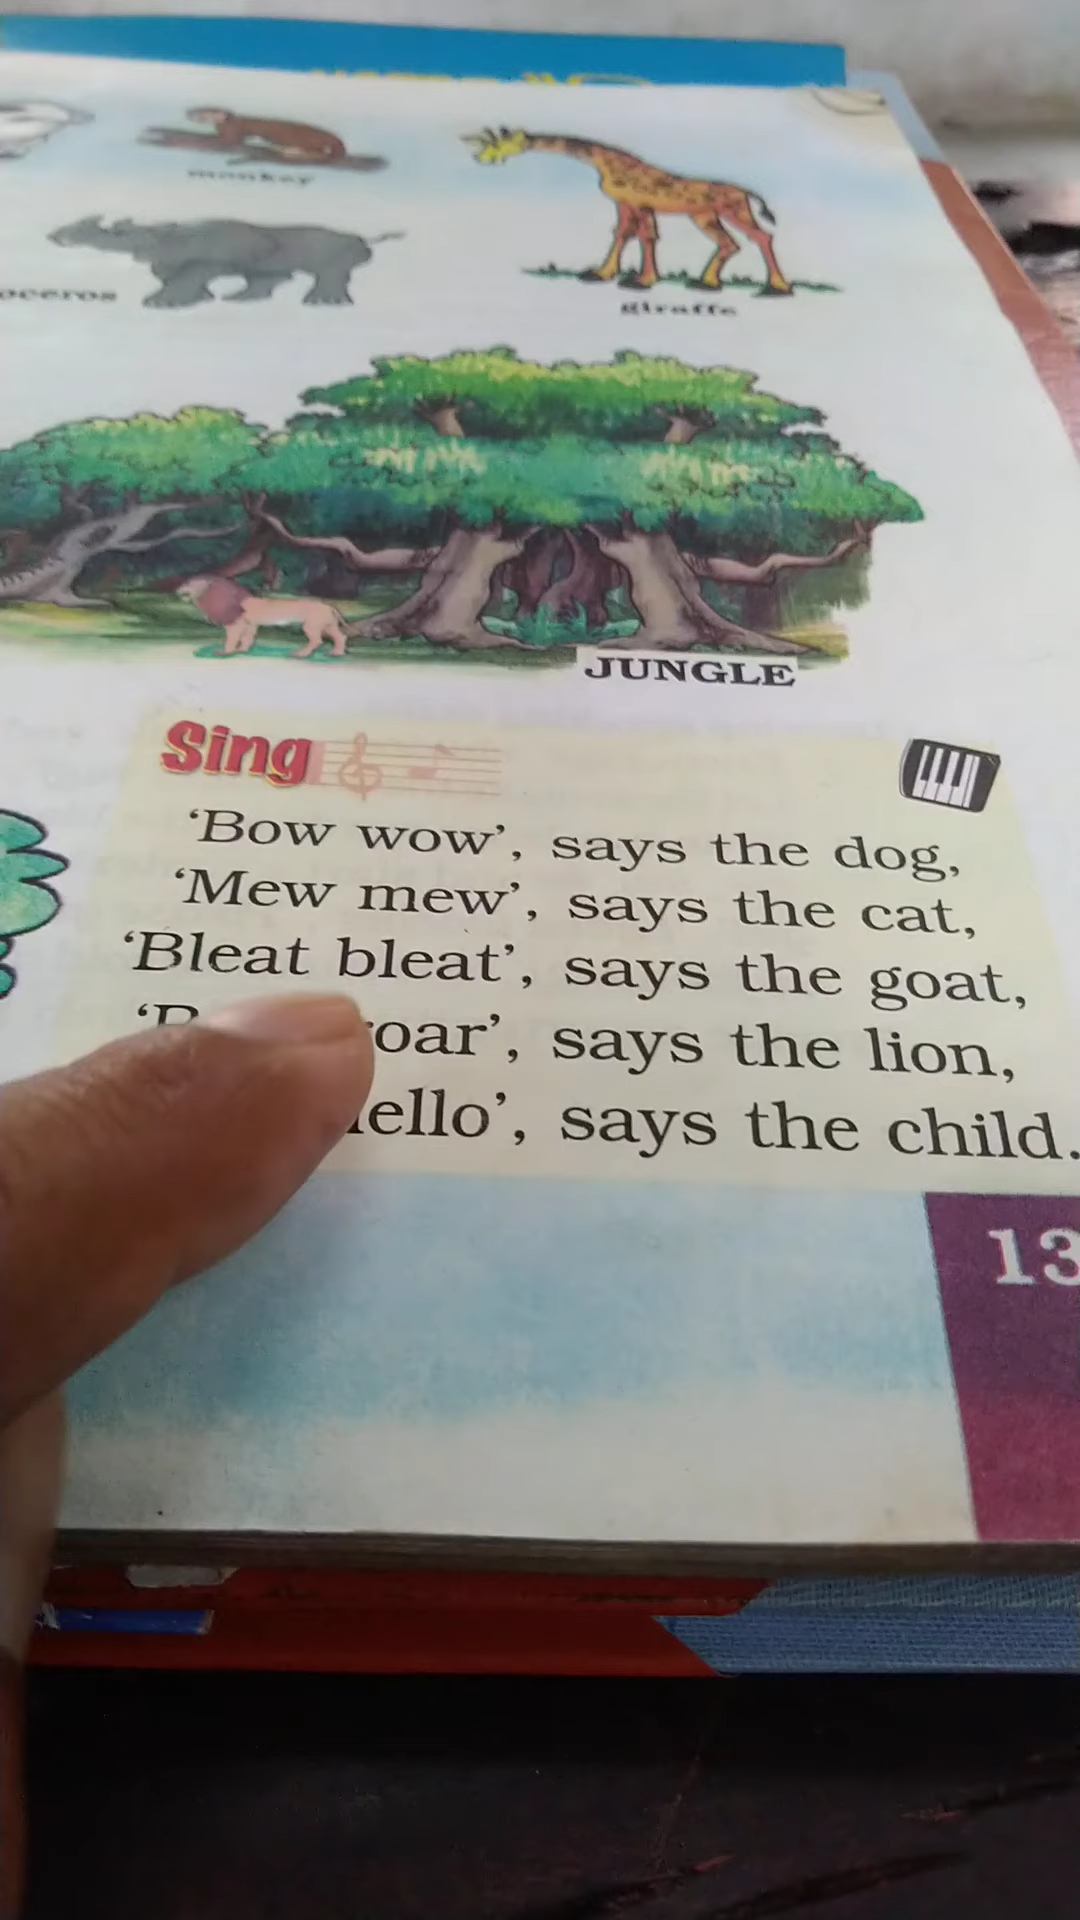 monkey
giraffe
JUNGLE
Sing
‘Bow wow’, says the dog,
‘Mew mew’, says the cat,
‘Bleat bleat’, says the goat,
roar’, says the lion,
says the child.
13